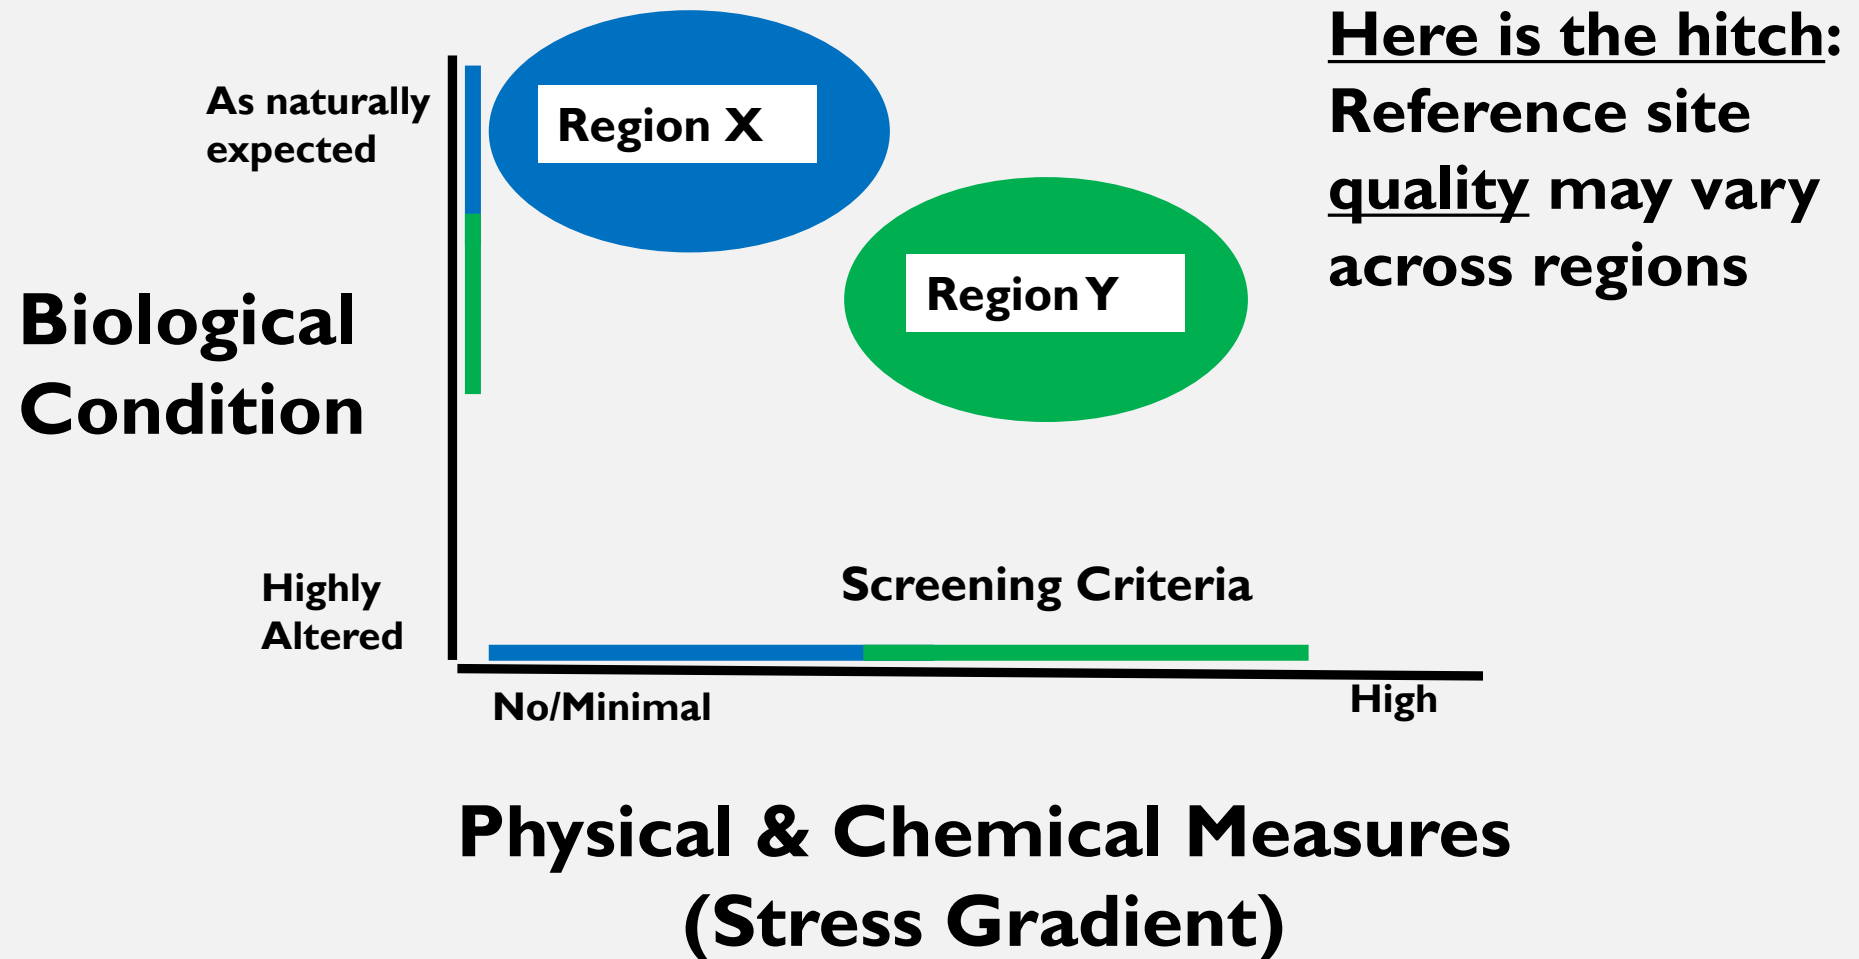 Here is the hitch:
Reference site
quality may vary
across regions
As naturally
expected
Region X
Region Y
Biological
Condition
Highly
Altered
Screening Criteria
No/Minimal
High
Physical & Chemical Measures
(Stress Gradient)